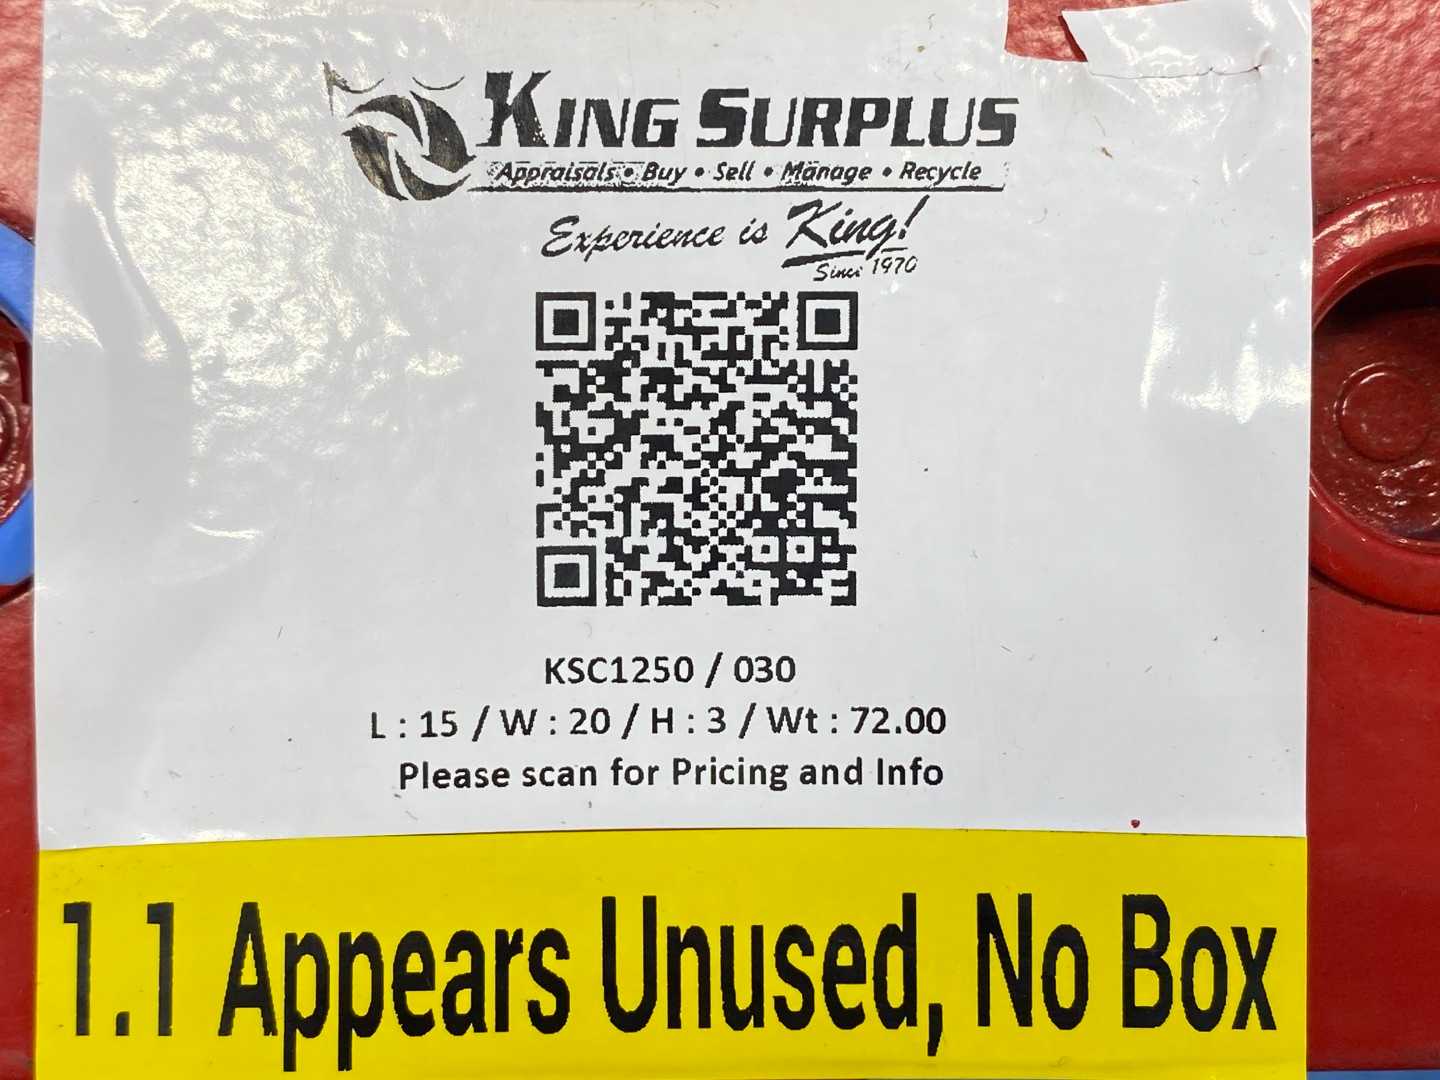 KING SURPLUS
Appraisals • Buy • Sell • Manage • Recycle
Experience is King!
Since 1970
KSC1250 / 030
L : 15 / W : 20 / H : 3 / Wt : 72.00
Please scan for Pricing and Info
1.1 Appears Unused, No Box